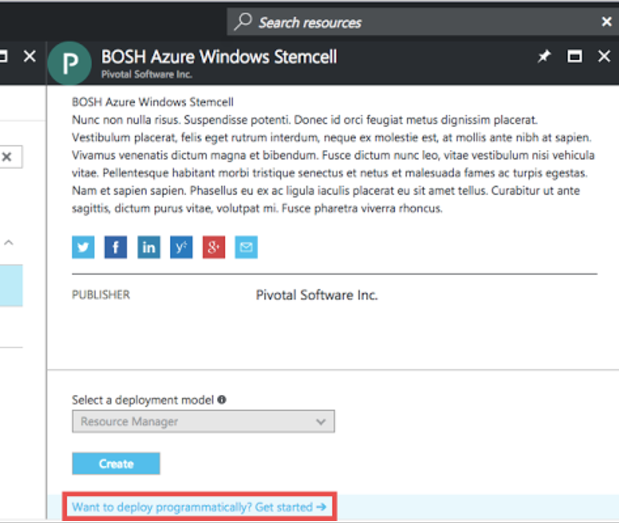 Search resources
P
BOSH Azure Windows Stemcell
Pivotal Software Inc.
BOSH Azure Windows Stemcell
Nunc non nulla risus. Suspendisse potenti. Donec id orci feugiat metus dignissim placerat.
Vestibulum placerat, felis eget rutrum interdum, neque ex molestie est, at mollis ante nibh at sapien.
Vivamus venenatis dictum magna et bibendum. Fusce dictum nunc leo, vitae vestibulum nisi vehicula
vitae. Pellentesque habitant morbi tristique senectus et netus et malesuada fames ac turpis egestas.
Nam et sapien sapien. Phasellus eu ex ac ligula iaculis placerat eu sit amet tellus. Curabitur ut ante
sagittis, dictum purus vitae, volutpat mi. Fusce pharetra viverra rhoncus.
PUBLISHER Pivotal Software Inc.
Select a deployment model
Resource Manager
Create
Want to deploy programmatically? Get started →